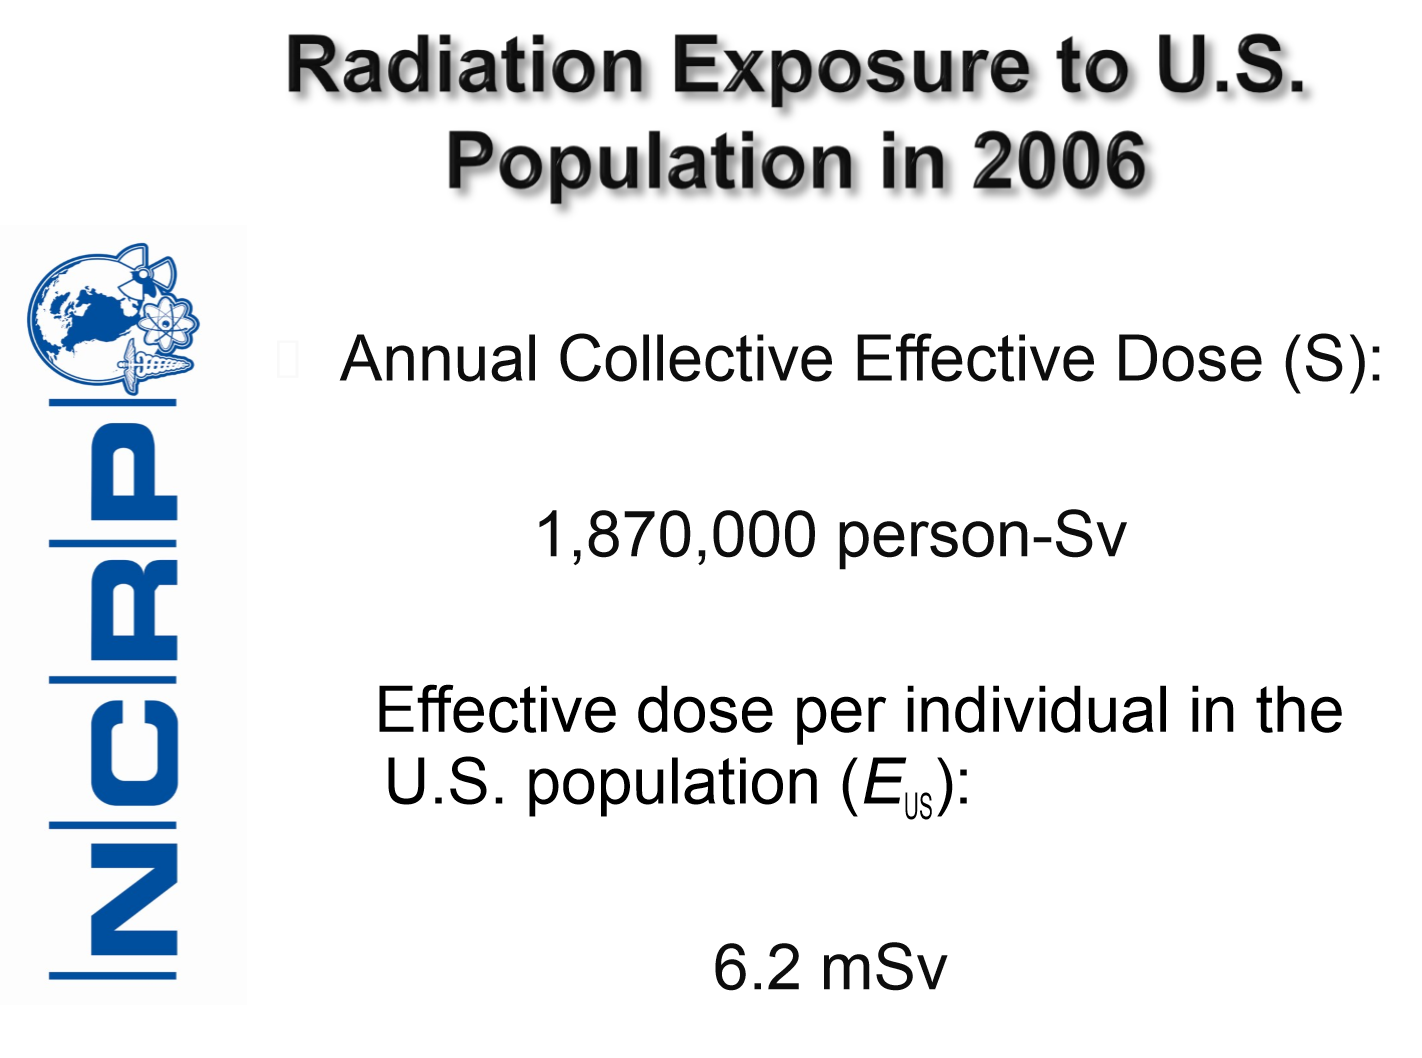 Radiation Exposure to U.S.
Population in 2006
Annual Collective Effective Dose (S):
1,870,000 person-Sv
Effective dose per individual in the
U.S. population (EUS):
6.2 mSv
NCRP